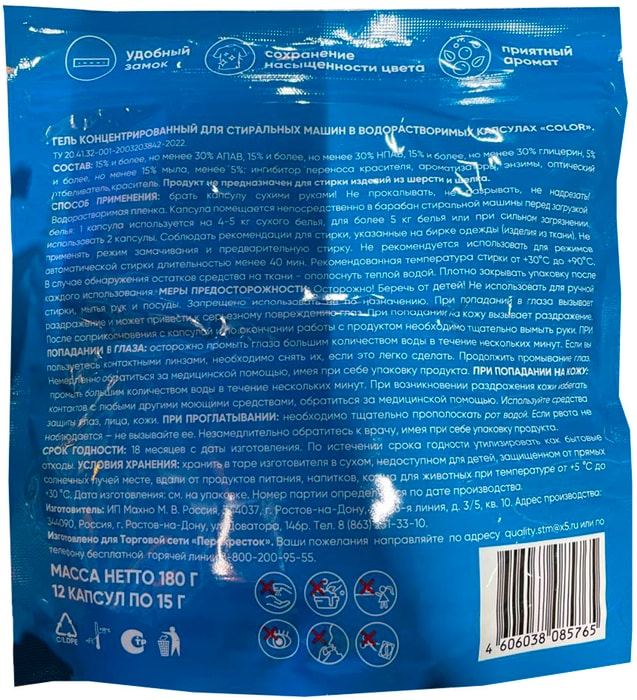 удобный
замок
сохранение
насыщенности цвета
приятный
аромат
ГЕЛЬ КОНЦЕНТРИРОВАННЫЙ ДЛЯ СТИРАЛЬНЫХ МАШИН В ВОДОРАСТВОРИМЫХ КАПСУЛАХ «COLOR».
ТУ 20.41.32-001-2003203842-2022.
СОСТАВ: 15% и более, но менее 30% АПАВ, 15% и более, но менее 30% НПАВ, 15% и более, но менее 30% глицерин, 5%
и более, но менее 15% мыла, менее 5%: ингибитор переноса красителя, ароматизаторы, энзимы, оптический
отбеливатель, краситель. Продукт не предназначен для стирки изделий из шерсти и шелка.
СПОСОБ ПРИМЕНЕНИЯ: брать капсулу сухими руками! Не прокалывать, не разрывать, не надрезать!
Водорастворимая пленка. Капсула помещается непосредственно в барабан стиральной машины перед загрузкой
белья: 1 капсула используется на 4-5 кг сухого белья, для более 5 кг белья или при сильном загрязнении,
использовать 2 капсулы. Соблюдать рекомендации для стирки, указанные на бирке одежды (изделия из ткани). Не
применять режим замачивания и предварительную стирку. Не рекомендуется использовать для режимов
автоматической стирки длительностью менее 40 мин. Рекомендованная температура стирки от +30°С до +90°С.
В случае обнаружения остатков средства на ткани - ополоснуть теплой водой. Плотно закрывать упаковку после
каждого использования. МЕРЫ ПРЕДОСТОРОЖНОСТИ: осторожно! Беречь от детей! Не использовать для ручной
стирки, мытья рук и посуды. Запрещено использовать не по назначению. При попадании в глаза вызывает
раздражение и может привести к серьезному повреждению. При попадании на кожу вызывает раздражение.
После соприкосновения с капсулой и по окончании работы с продуктом необходимо тщательно вымыть руки. ПРИ
ПОПАДАНИИ В ГЛАЗА: осторожно промыть глаза большим количеством воды в течение нескольких минут. Если вы
пользуетесь контактными линзами, необходимо снять их, если это легко сделать. Продолжить промывание глаз.
Немедленно обратиться за медицинской помощью, имея при себе упаковку продукта. ПРИ ПОПАДАНИИ НА КОЖУ:
промыть большим количеством воды в течение нескольких минут. При возникновении раздражения кожи избегать
контактов с любыми другими моющими средствами, обратиться за медицинской помощью. Используйте средства
защиты глаз, лица, кожи. ПРИ ПРОГЛАТЫВАНИИ: необходимо тщательно прополоскать рот водой. Если рвота не
наблюдается – не вызывайте ее. Незамедлительно обратитесь к врачу, имея при себе упаковку продукта.
СРОК ГОДНОСТИ: 18 месяцев с даты изготовления. По истечении срока годности утилизировать как бытовые
отходы. УСЛОВИЯ ХРАНЕНИЯ: хранить в таре изготовителя в сухом, недоступном для детей, защищенном от прямых
солнечных лучей месте, вдали от продуктов питания, напитков, корма для животных при температуре от +5 °С до
+30 °С. Дата изготовления: см. на упаковке. Номер партии определяется по дате производства.
Изготовитель: ИП Махно М. В. Россия, 344037, г. Ростов-на-Дону, -я линия, д. 3/5, кв. 10. Адрес производства:
344090, Россия, г. Ростов-на-Дону, ул. Доватора, 146р. Тел. 8 (863) 1-33-10.
Изготовлено для Торговой сети «Перекресток». Ваши пожелания направляйте по адресу quality.stm@x5.ru или по
телефону бесплатной горячей линии 8-800-200-95-55.
МАССА НЕТТО 180 Г
12 КАПСУЛ ПО 15 Г
C/LDPE
СТР
4 606038 085765